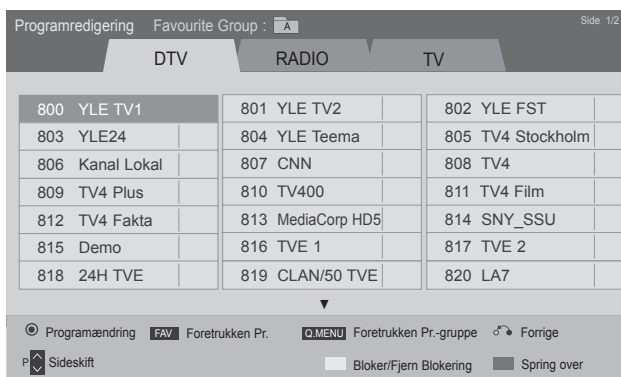 Programredigering Favourite Group : A Side 1/2
DTV RADIO TV
800 YLE TV1 801 YLE TV2 802 YLE FST
803 YLE24 804 YLE Teema 805 TV4 Stockholm
806 Kanal Lokal 807 CNN 808 TV4
809 TV4 Plus 810 TV400 811 TV4 Film
812 TV4 Fakta 813 MediaCorp HD5 814 SNY_SSU
815 Demo 816 TVE 1 817 TVE 2
818 24H TVE 819 CLAN/50 TVE 820 LA7
Programændring FAV Foretrukken Pr. Q.MENU Foretrukken Pr.-gruppe Forrige
P Sideskift Bloker/Fjern Blokering Spring over